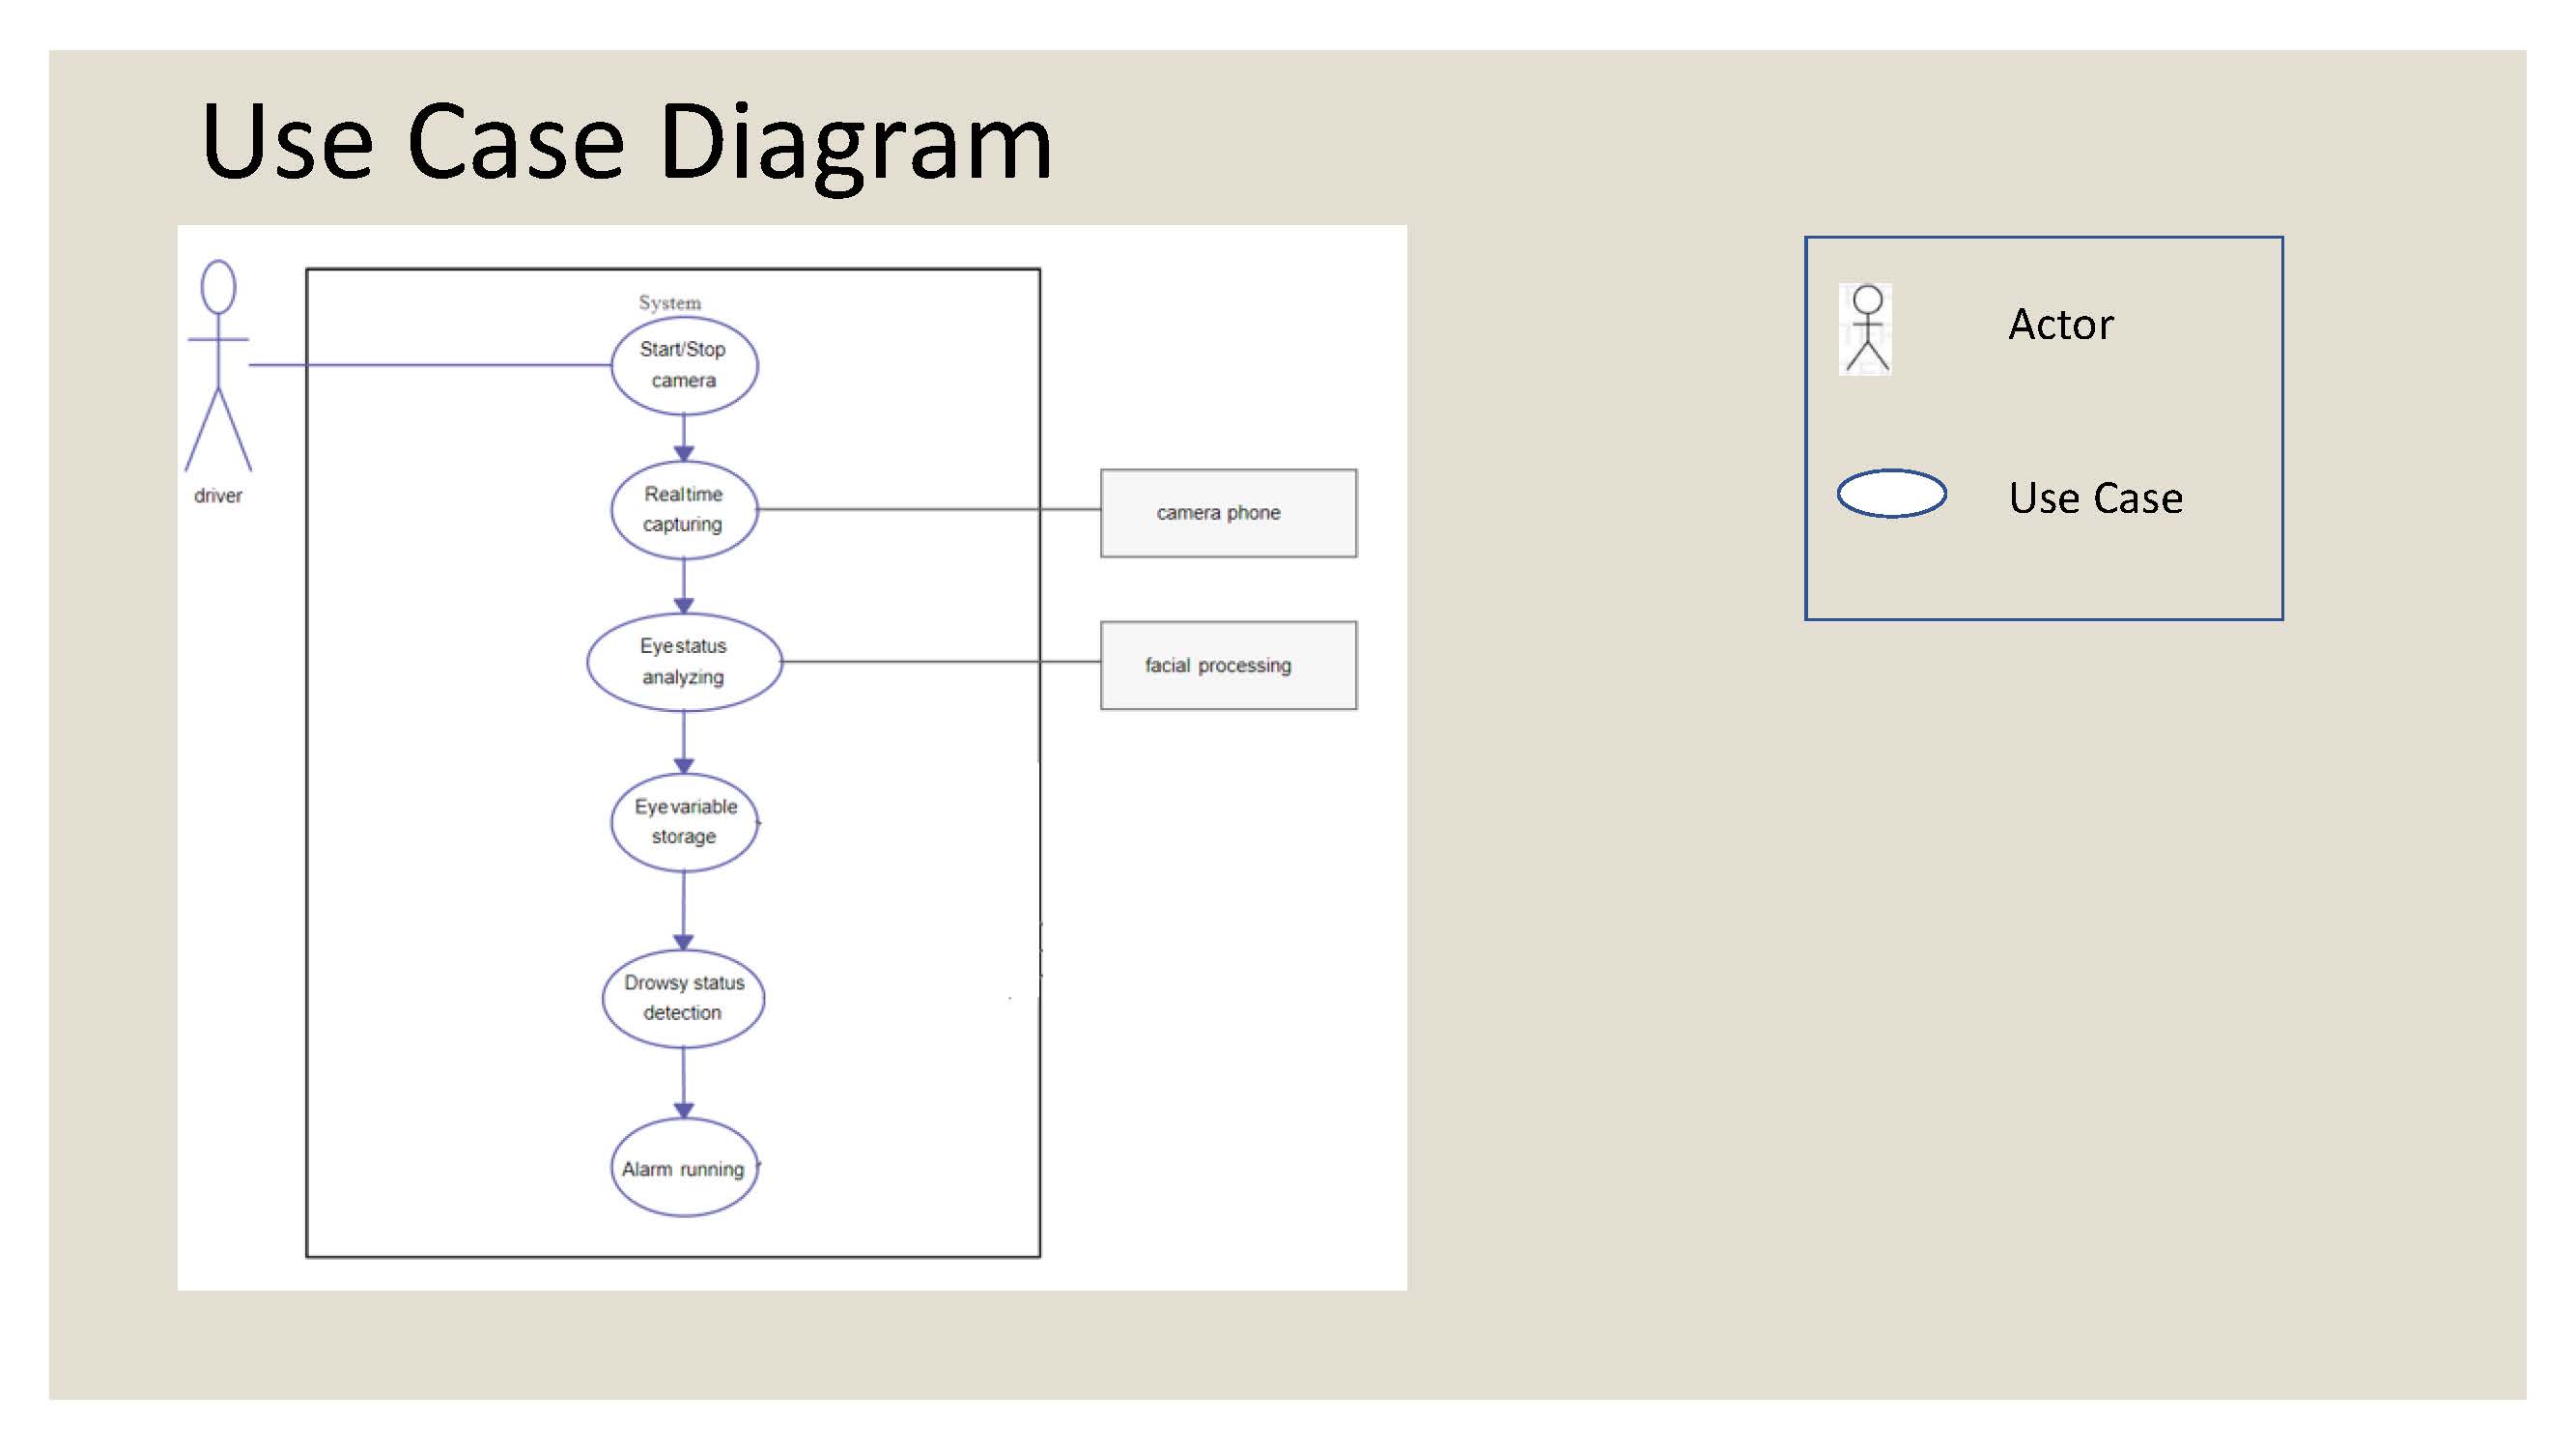 Use Case Diagram
System
Start/Stop
camera
driver
Realtime
capturing
camera phone
Eyestatus
analyzing
facial processing
Eyevariable
storage
Drowsy status
detection
Alarm running
Actor
Use Case